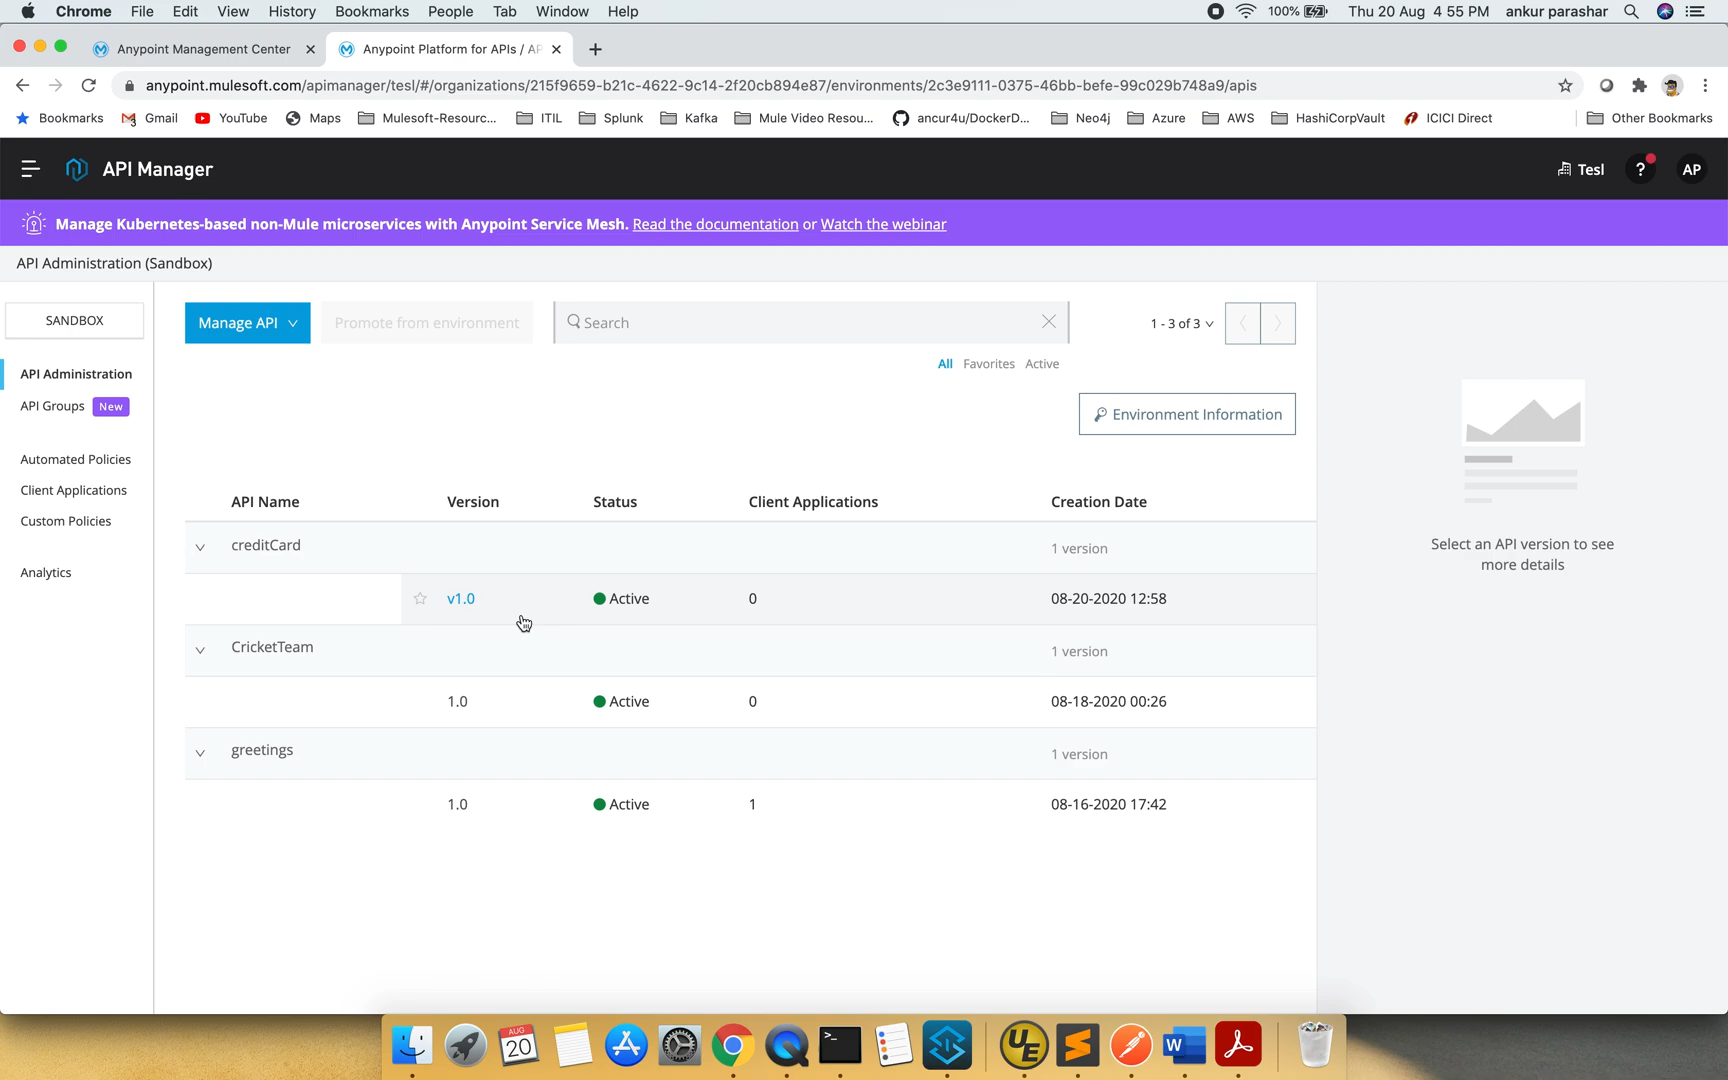 Chrome File Edit View History Bookmarks People Tab Window Help 100% Thu 20 Aug 4 55 PM ankur parashar
Anypoint Management Center Anypoint Platform for APIs / AP
anypoint.mulesoft.com/apimanager/tesl/#/organizations/215f9659-b21c-4622-9c14-2f20cb894e87/environments/2c3e9111-0375-46bb-befe-99c029b748a9/apis
Bookmarks Gmail YouTube Maps Mulesoft-Resourc... ITIL Splunk Kafka Mule Video Resou... ancur4u/DockerD... Neo4j Azure AWS HashiCorpVault ICICI Direct Other Bookmarks
API Manager Tesl ? AP
Manage Kubernetes-based non-Mule microservices with Anypoint Service Mesh. Read the documentation or Watch the webinar
API Administration (Sandbox)
SANDBOX
API Administration
API Groups New
Automated Policies
Client Applications
Custom Policies
Analytics
Manage API Promote from environment Search 1 - 3 of 3
All Favorites Active
Environment Information
API Name Version Status Client Applications Creation Date
creditCard 1 version
v1.0 Active 0 08-20-2020 12:58
CricketTeam 1 version
1.0 Active 0 08-18-2020 00:26
greetings 1 version
1.0 Active 1 08-16-2020 17:42
Select an API version to see
more details
AUG
20
>_
UE
W